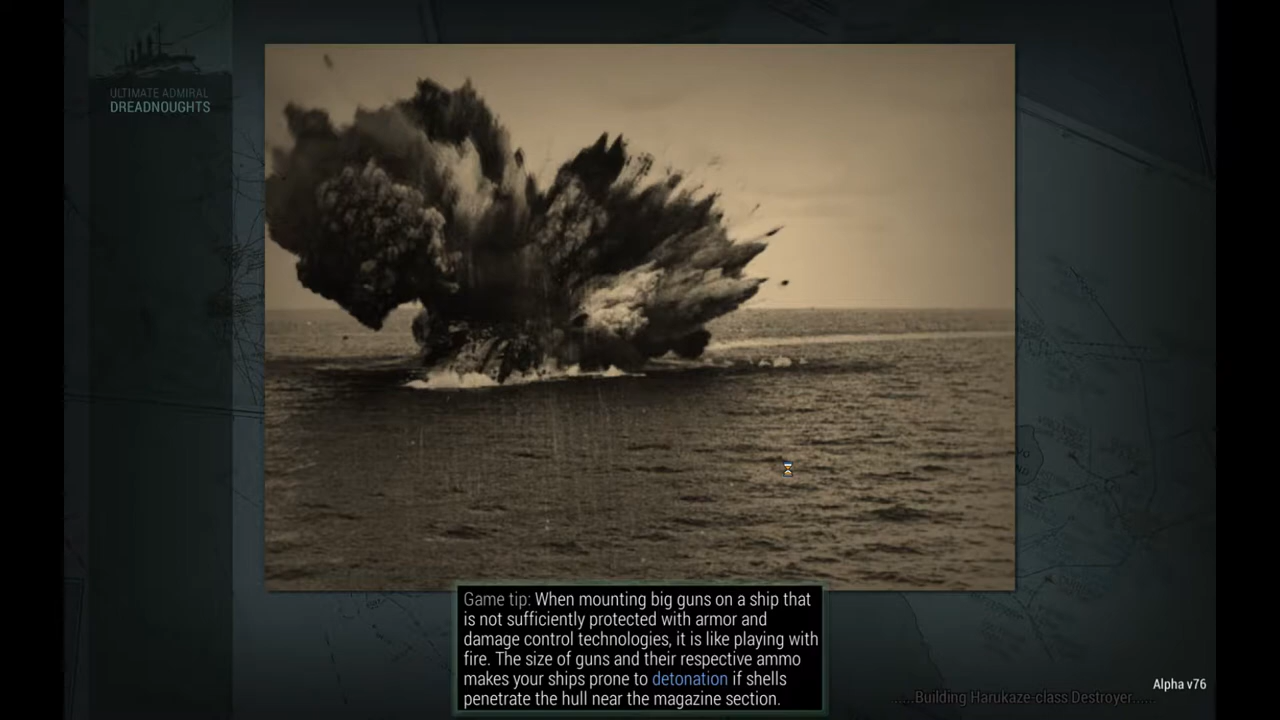 ULTIMATE ADMIRAL
DREADNOUGHTS
Game tip: When mounting big guns on a ship that
is not sufficiently protected with armor and
damage control technologies, it is like playing with
fire. The size of guns and their respective ammo
makes your ships prone to detonation if shells
penetrate the hull near the magazine section.
Alpha v76
......Building Harukaze-class Destroyer......